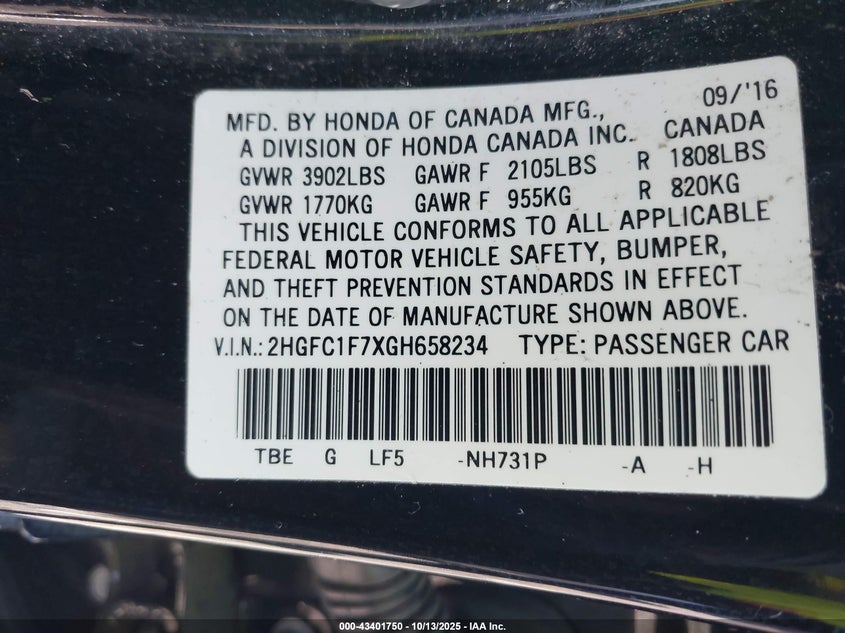 09/'16
MFD. BY HONDA OF CANADA MFG.,
A DIVISION OF HONDA CANADA INC. CANADA
GVWR 3902LBS GAWR F 2105LBS R 1808LBS
GVWR 1770KG GAWR F 955KG R 820KG
THIS VEHICLE CONFORMS TO ALL APPLICABLE
FEDERAL MOTOR VEHICLE SAFETY, BUMPER,
AND THEFT PREVENTION STANDARDS IN EFFECT
ON THE DATE OF MANUFACTURE SHOWN ABOVE.
V.I.N.: 2HGFC1F7XGH658234 TYPE: PASSENGER CAR
TBE G LF5 -NH731P -A -H
000-43401750 - 10/13/2025 - IAA Inc.